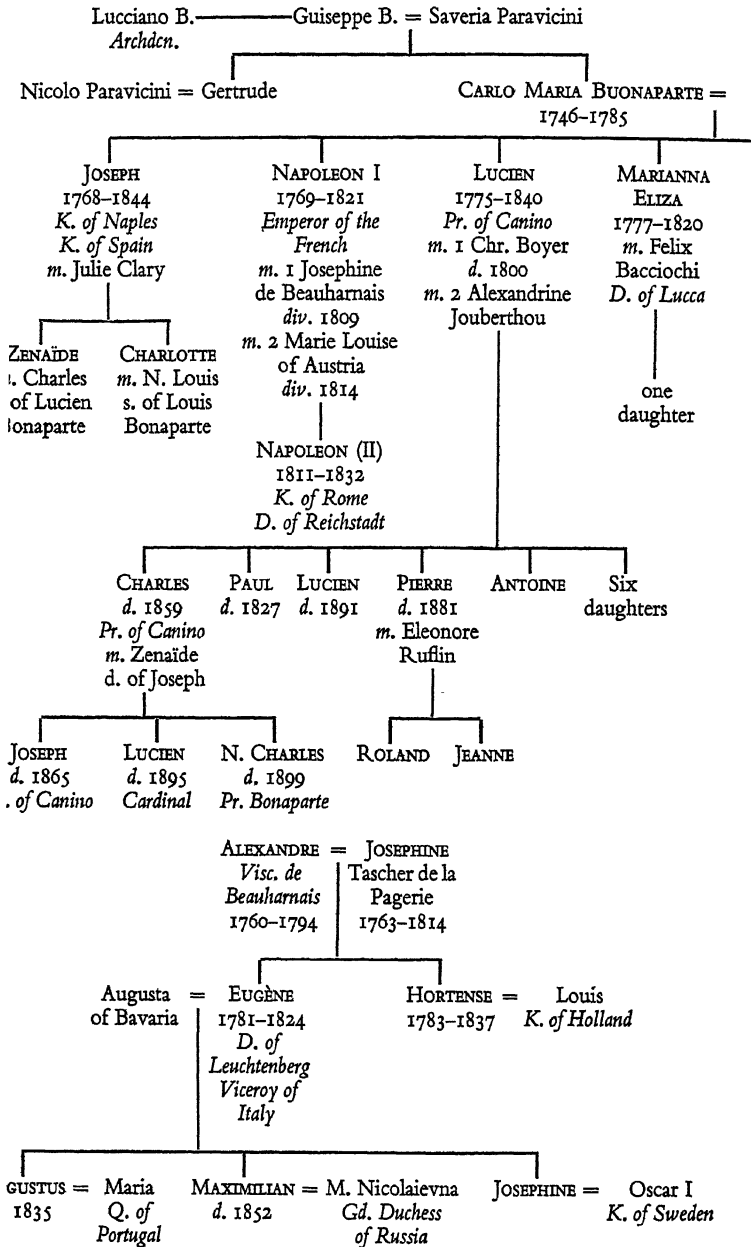 Lucciano B. Guiseppe B. = Saveria Paravicini
Archdcn.
Nicolo Paravicini = Gertrude
CARLO MARIA BUONAPARTE =
1746–1785
JOSEPH
1768–1844
K. of Naples
K. of Spain
m. Julie Clary
NAPOLEON I
1769–1821
Emperor of the
French
m. 1 Josephine
de Beauharnais
div. 1809
m. 2 Marie Louise
of Austria
div. 1814
LUCIEN
1775–1840
Pr. of Canino
m. 1 Chr. Boyer
d. 1800
m. 2 Alexandrine
Jouberthou
MARIANNA
ELIZA
1777–1820
m. Felix
Bacciochi
D. of Lucca
ZENAÏDE
. Charles
of Lucien
Bonaparte
CHARLOTTE
m. N. Louis
s. of Louis
Bonaparte
one
daughter
NAPOLEON (II)
1811–1832
K. of Rome
D. of Reichstadt
CHARLES
d. 1859
Pr. of Canino
m. Zenaïde
d. of Joseph
PAUL
d. 1827
LUCIEN
d. 1891
PIERRE
d. 1881
m. Eleonore
Ruflin
ANTOINE
Six
daughters
JOSEPH
d. 1865
. of Canino
LUCIEN
d. 1895
Cardinal
N. CHARLES
d. 1899
Pr. Bonaparte
ROLAND
JEANNE
ALEXANDRE = JOSEPHINE
Visc. de
Beauharnais
1760–1794
Tascher de la
Pagerie
1763–1814
Augusta
of Bavaria
= EUGÈNE
1781–1824
D. of
Leuchtenberg
Viceroy of
Italy
HORTENSE =
1783–1837
Louis
K. of Holland
GUSTUS =
1835
Maria
Q. of
Portugal
MAXIMILIAN =
d. 1852
M. Nicolaievna
Gd. Duchess
of Russia
JOSEPHINE =
Oscar I
K. of Sweden